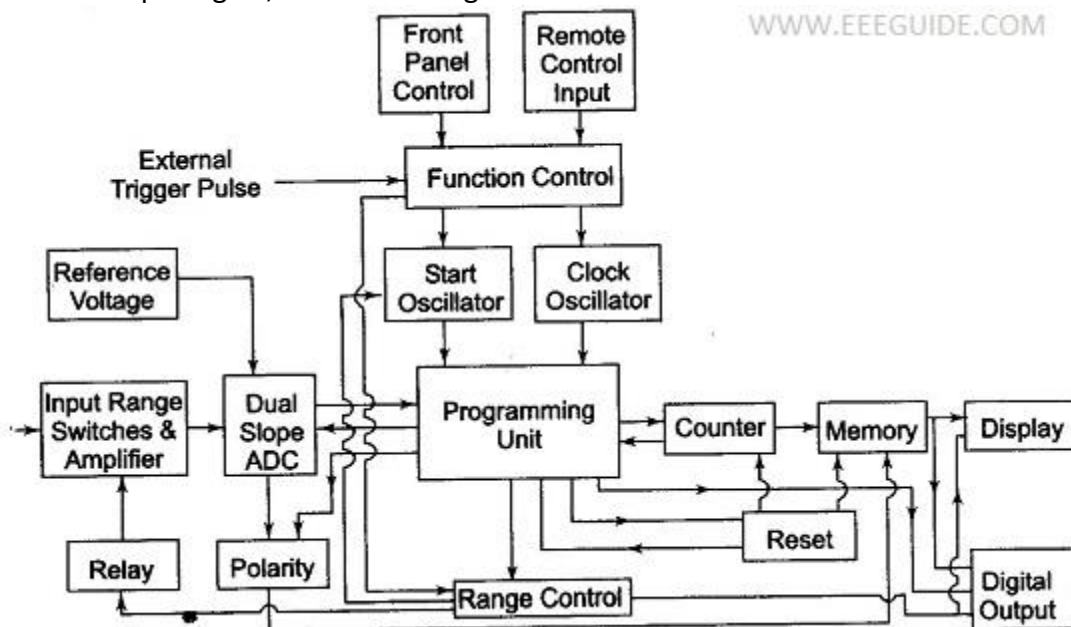 WWW.EEEGUIDE.COM
Front
Panel
Control
Remote
Control
Input
External
Trigger Pulse
Function Control
Reference
Voltage
Start
Oscillator
Clock
Oscillator
Input Range
Switches &
Amplifier
Dual
Slope
ADC
Programming
Unit
Counter
Memory
Display
Relay
Polarity
Reset
Range Control
Digital
Output